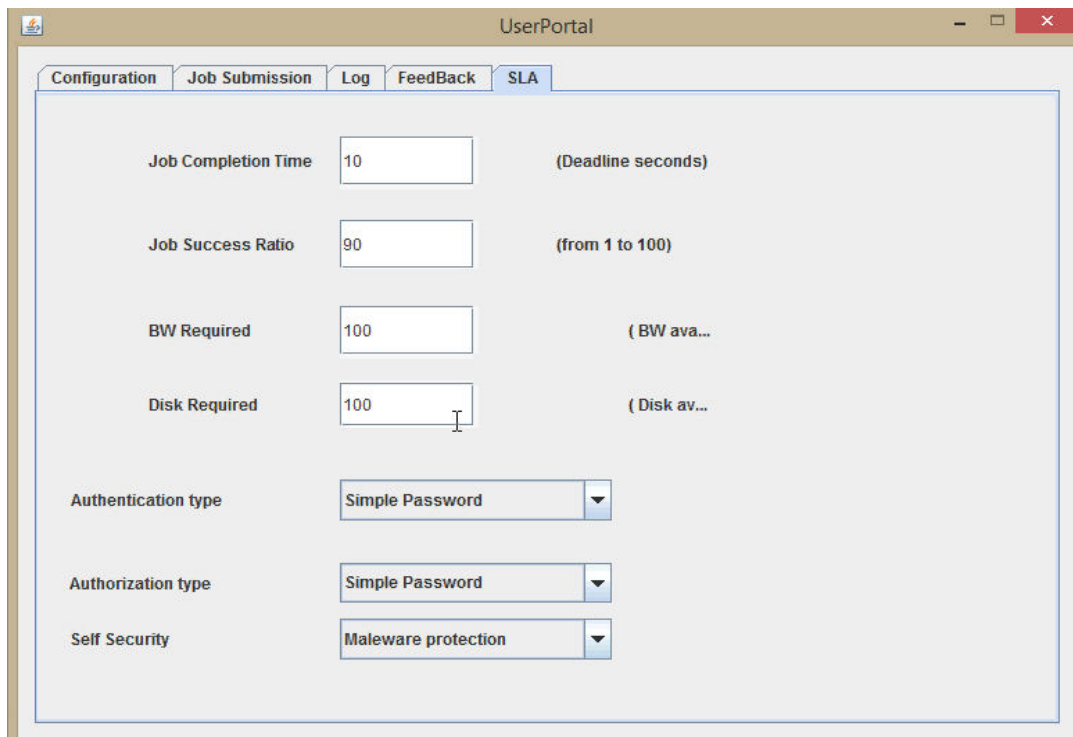 UserPortal
Configuration Job Submission Log FeedBack SLA
Job Completion Time 10 (Deadline seconds)
Job Success Ratio 90 (from 1 to 100)
BW Required 100 ( BW ava...
Disk Required 100 ( Disk av...
Authentication type Simple Password
Authorization type Simple Password
Self Security Maleware protection